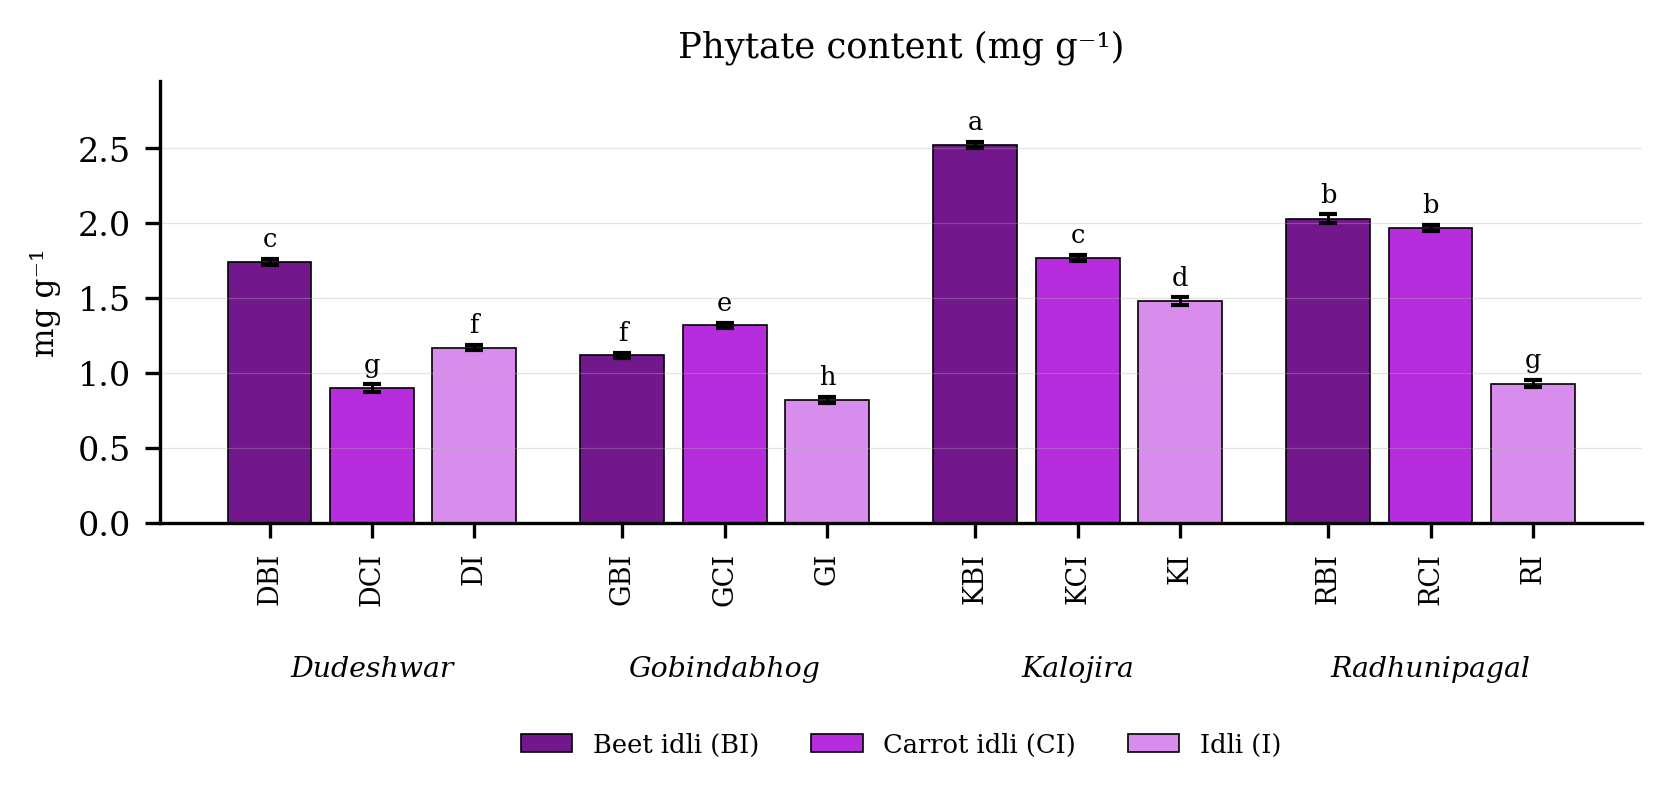 Phytate content (mg g⁻¹)
mg g⁻¹
2.5
2.0
1.5
1.0
0.5
0.0
c
g
f
f
e
h
a
c
d
b
b
g
DBI
DCI
DI
GBI
GCI
GI
KBI
KCI
KI
RBI
RCI
RI
Dudeshwar
Gobindabhog
Kalojira
Radhunipagal
Beet idli (BI)
Carrot idli (CI)
Idli (I)